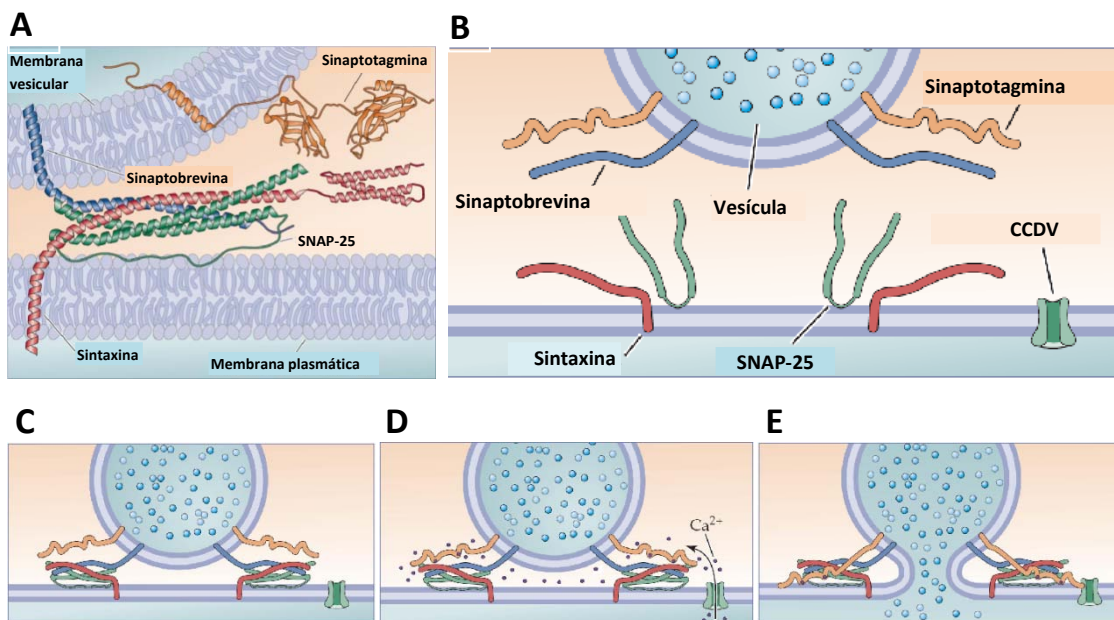 A
Membrana
vesicular
Sinaptotagmina
Sinaptobrevina
SNAP-25
Sintaxina
Membrana plasmática
B
Sinaptotagmina
Sinaptobrevina
Vesícula
CCDV
Sintaxina
SNAP-25
C
D
Ca²⁺
E